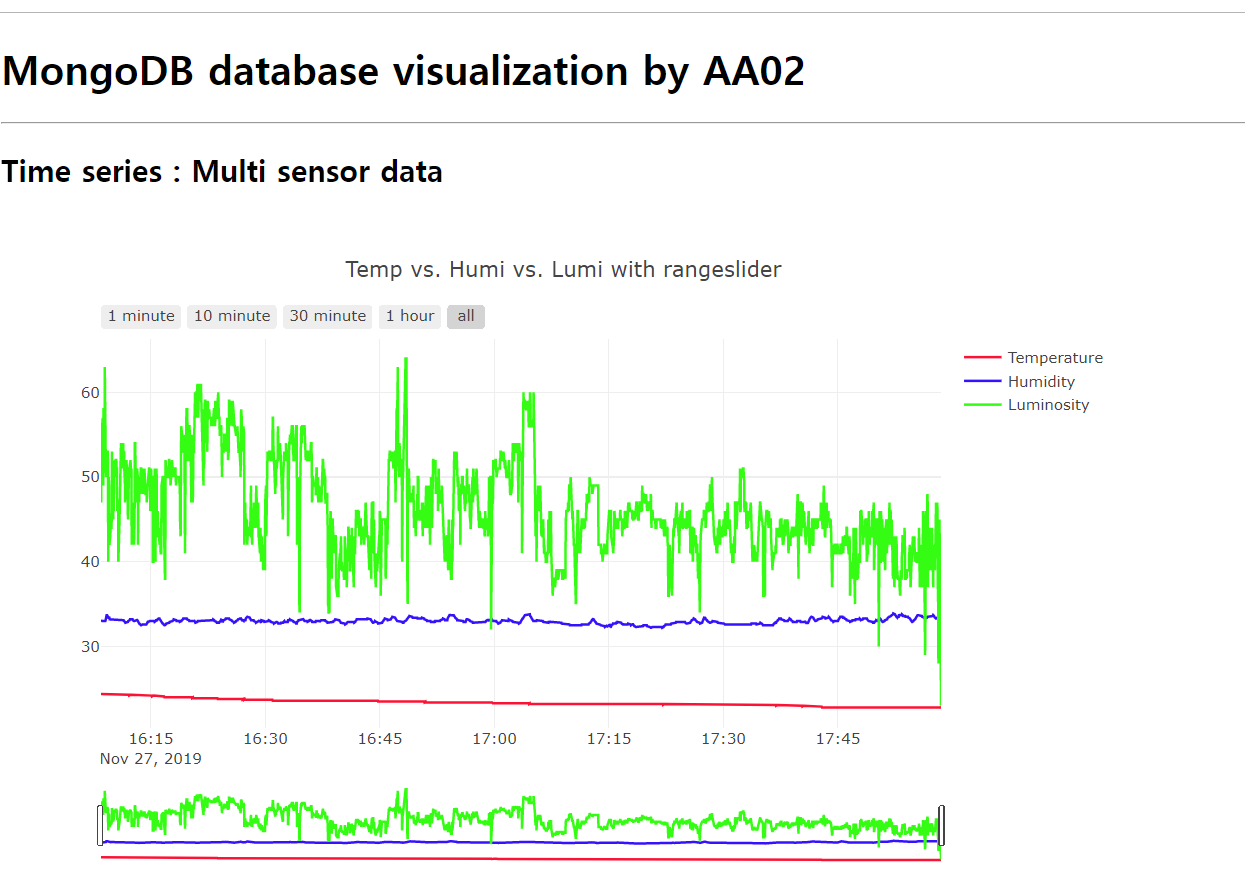 MongoDB database visualization by AA02
Time series : Multi sensor data
Temp vs. Humi vs. Lumi with rangeslider
1 minute 10 minute 30 minute 1 hour all
Temperature
Humidity
Luminosity
60
50
40
30
16:15 16:30 16:45 17:00 17:15 17:30 17:45
Nov 27, 2019